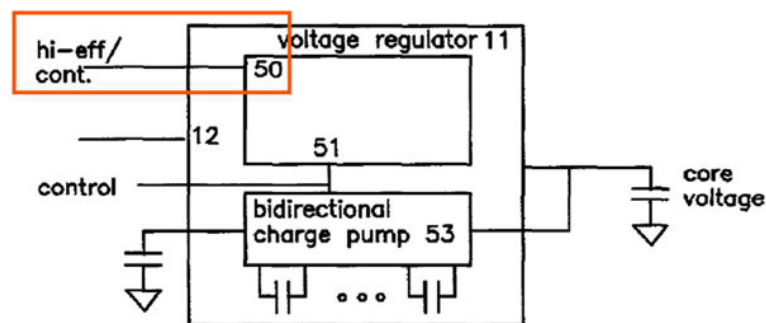 voltage regulator 11
hi-eff/
cont.
50
12
51
control
core
voltage
bidirectional
charge pump 53